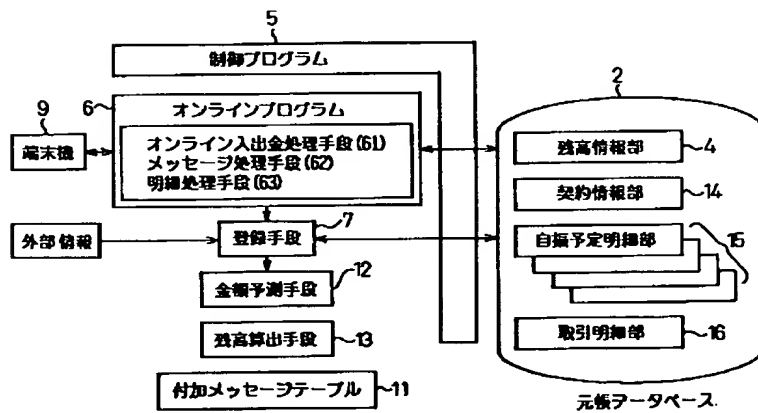 5
制御プログラム
6
オンラインプログラム
オンライン入出金処理手段(61)
メッセージ処理手段(62)
明細処理手段(63)
9
端末機
外部情報
7
登録手段
金額予測手段
12
残高算出手段
13
付加メッセージテーブル
11
2
残高情報部
4
契約情報部
14
自振予定明細部
15
取引明細部
16
元帳データベース